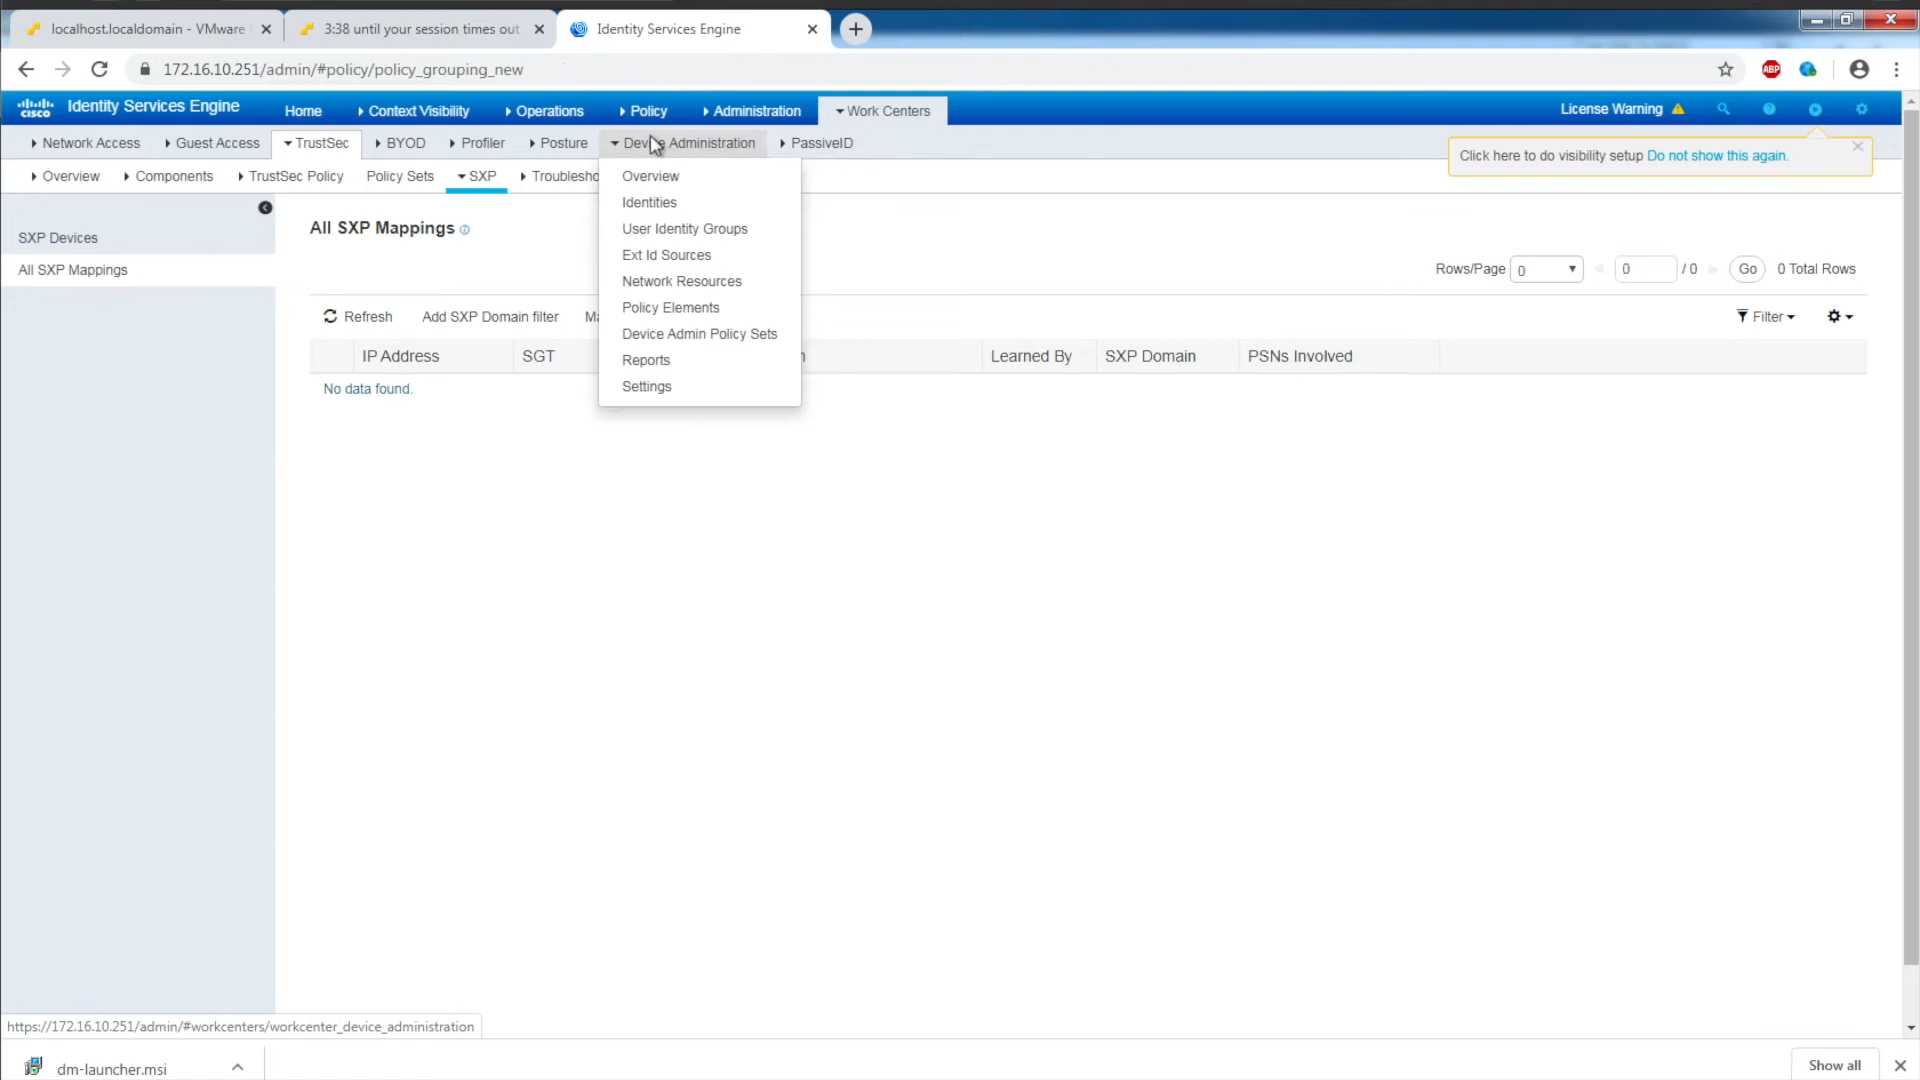 localhost.localdomain - VMware
3:38 until your session times out
Identity Services Engine
172.16.10.251/admin/#policy/policy_grouping_new
ABP
cisco Identity Services Engine Home Context Visibility Operations Policy Administration Work Centers License Warning
Network Access Guest Access TrustSec BYOD Profiler Posture Device Administration PassiveID
Click here to do visibility setup Do not show this again.
Overview Components TrustSec Policy Policy Sets SXP Troublesho
Overview
Identities
User Identity Groups
Ext Id Sources
Network Resources
Policy Elements
Device Admin Policy Sets
Reports
Settings
SXP Devices
All SXP Mappings
All SXP Mappings
Rows/Page 0 0 / 0 Go 0 Total Rows
Refresh Add SXP Domain filter Ma
Filter
IP Address SGT n Learned By SXP Domain PSNs Involved
No data found.
https://172.16.10.251/admin/#workcenters/workcenter_device_administration
dm-launcher.msi
Show all